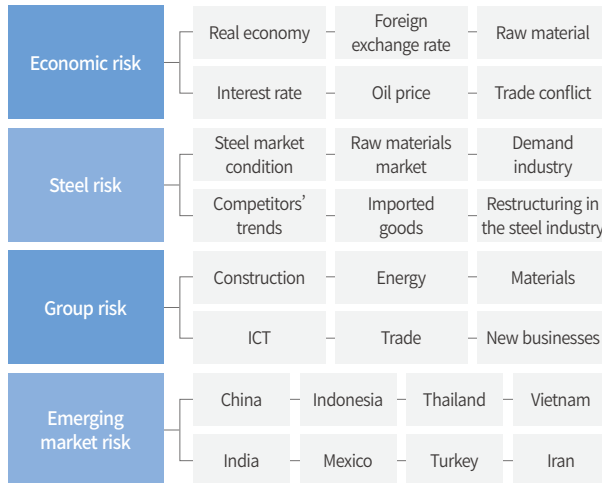 Economic risk
Real economy
Foreign
exchange rate
Raw material
Interest rate
Oil price
Trade conflict
Steel risk
Steel market
condition
Raw materials
market
Demand
industry
Competitors’
trends
Imported
goods
Restructuring in
the steel industry
Group risk
Construction
Energy
Materials
ICT
Trade
New businesses
Emerging
market risk
China
Indonesia
Thailand
Vietnam
India
Mexico
Turkey
Iran